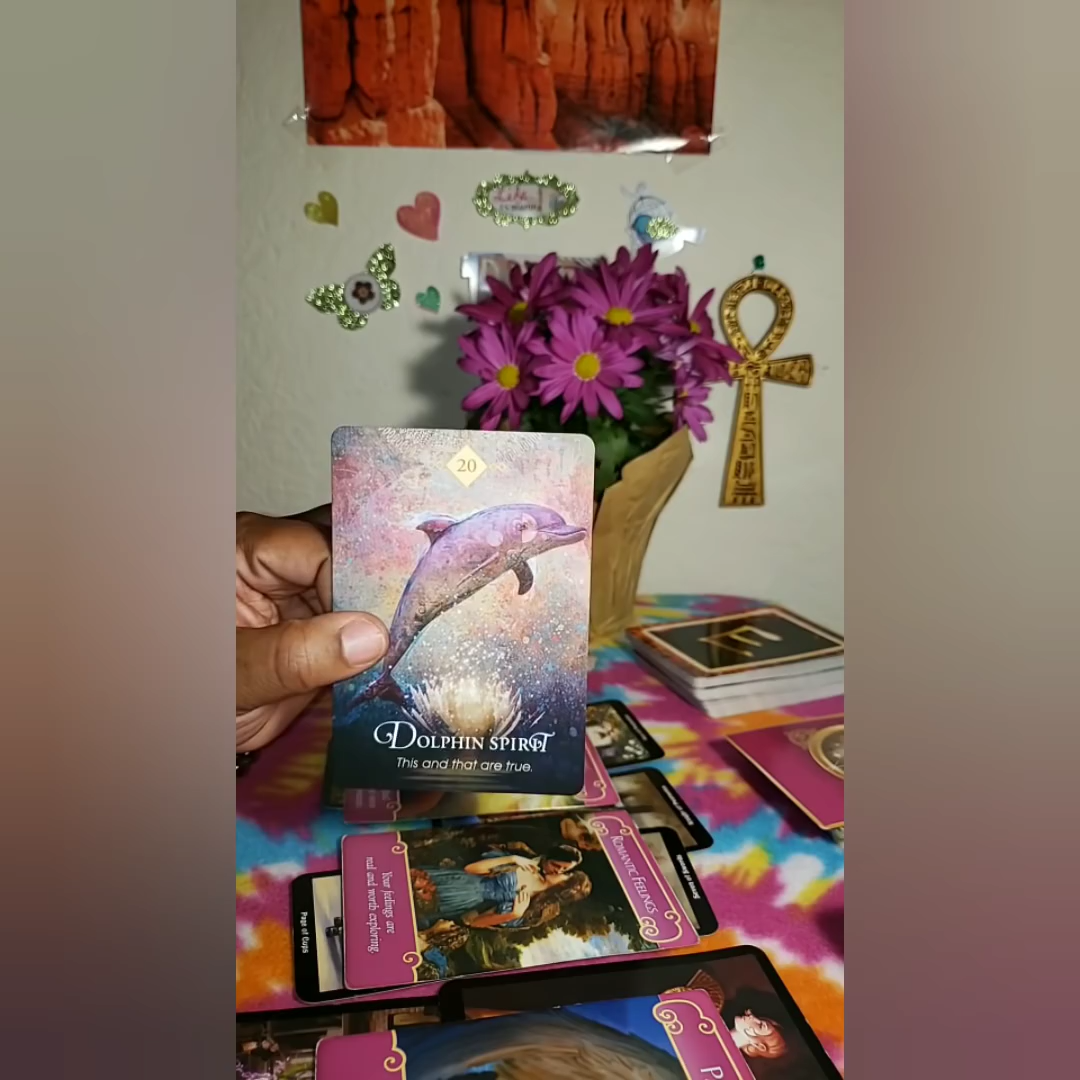 20
DOLPHIN SPIRIT
This and that are true.
ROMANTIC FEELINGS
Your feelings are
real and worth exploring.
Page of Cups